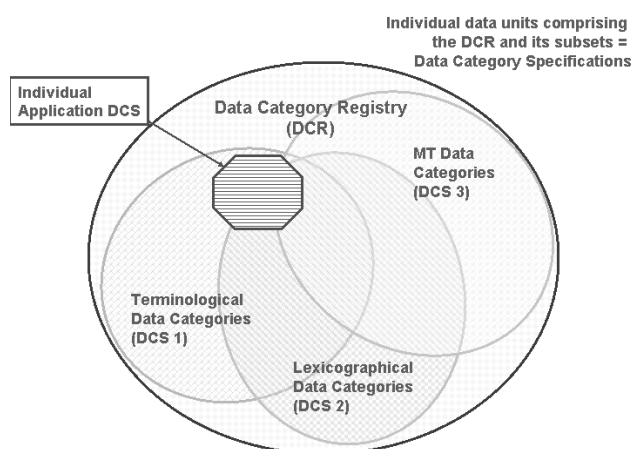 Individual data units comprising
the DCR and its subsets =
Data Category Specifications
Individual
Application DCS
Data Category Registry
(DCR)
MT Data
Categories
(DCS 3)
Terminological
Data Categories
(DCS 1)
Lexicographical
Data Categories
(DCS 2)